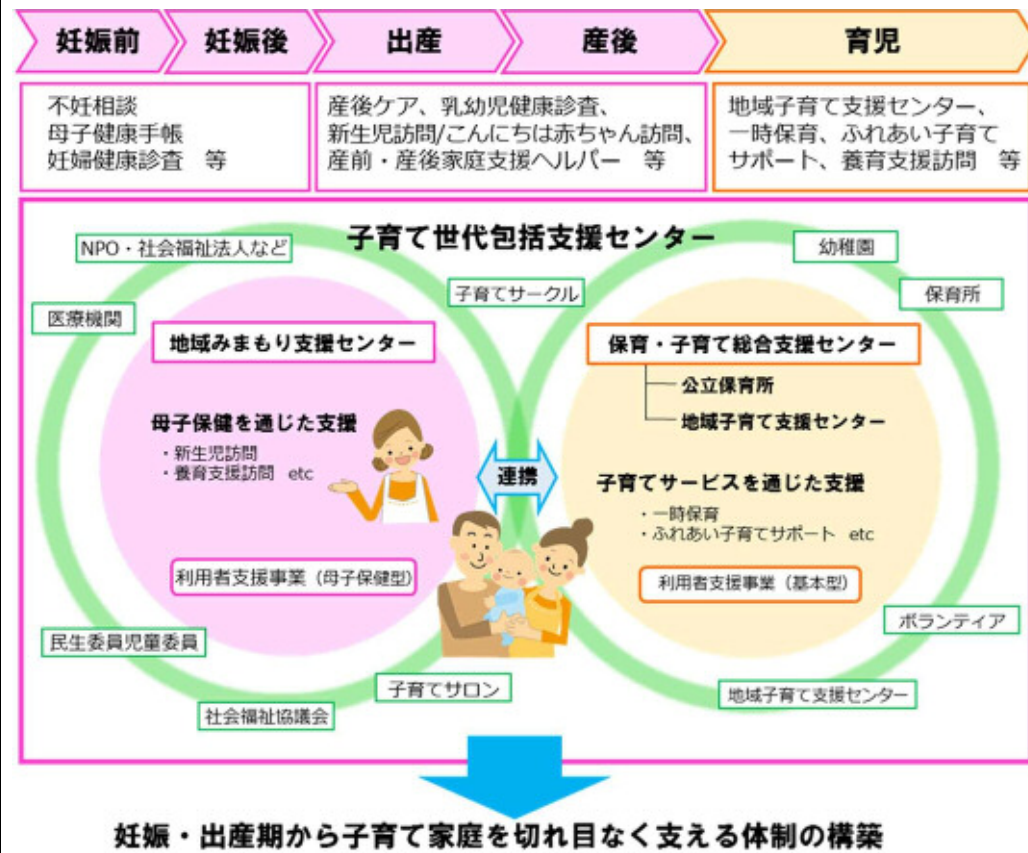 妊娠前
妊娠後
出産
産後
育児
不妊相談
母子健康手帳
妊婦健康診査 等
産後ケア、乳幼児健康診査、
新生児訪問/こんにちは赤ちゃん訪問、
産前・産後家庭支援ヘルパー 等
地域子育て支援センター、
一時保育、ふれあい子育て
サポート、養育支援訪問 等
子育て世代包括支援センター
NPO・社会福祉法人など
幼稚園
子育てサークル
保育所
医療機関
地域みまもり支援センター
保育・子育て総合支援センター
公立保育所
地域子育て支援センター
母子保健を通じた支援
・新生児訪問
・養育支援訪問 etc
連携
子育てサービスを通じた支援
・一時保育
・ふれあい子育てサポート etc
利用者支援事業（母子保健型）
利用者支援事業（基本型）
ボランティア
民生委員児童委員
子育てサロン
地域子育て支援センター
社会福祉協議会
妊娠・出産期から子育て家庭を切れ目なく支える体制の構築